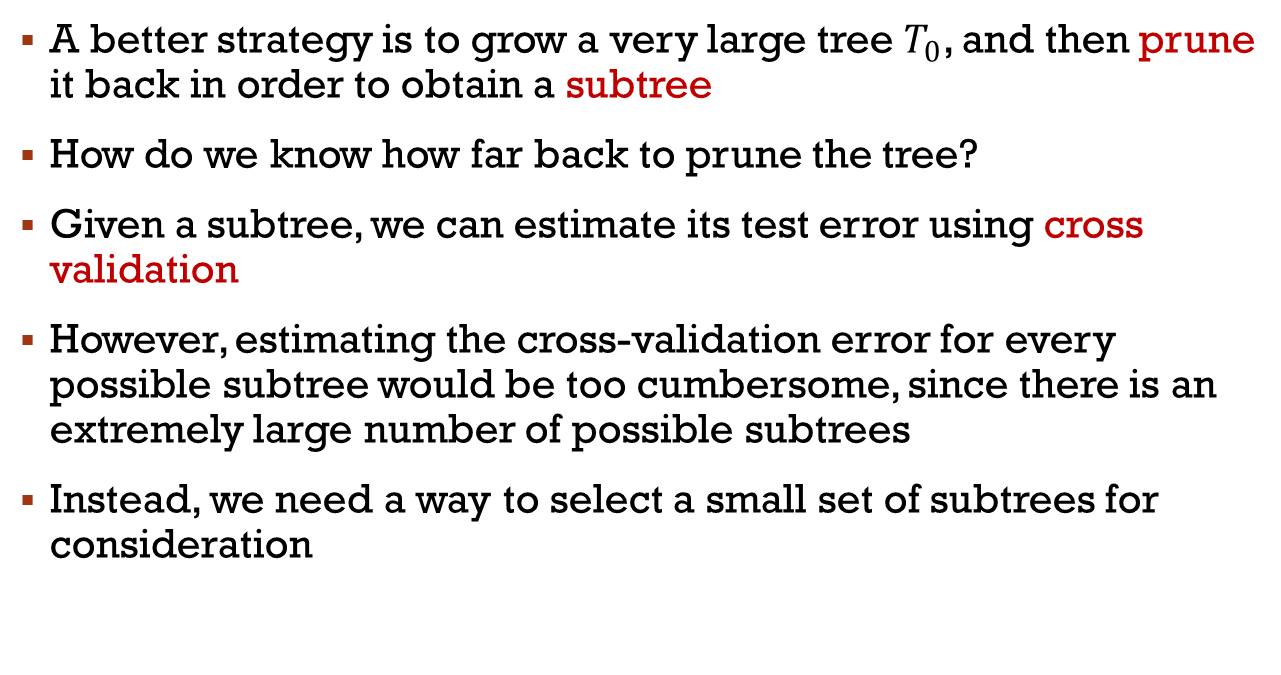 ▪ A better strategy is to grow a very large tree T₀, and then prune
it back in order to obtain a subtree
▪ How do we know how far back to prune the tree?
▪ Given a subtree, we can estimate its test error using cross
validation
▪ However, estimating the cross-validation error for every
possible subtree would be too cumbersome, since there is an
extremely large number of possible subtrees
▪ Instead, we need a way to select a small set of subtrees for
consideration